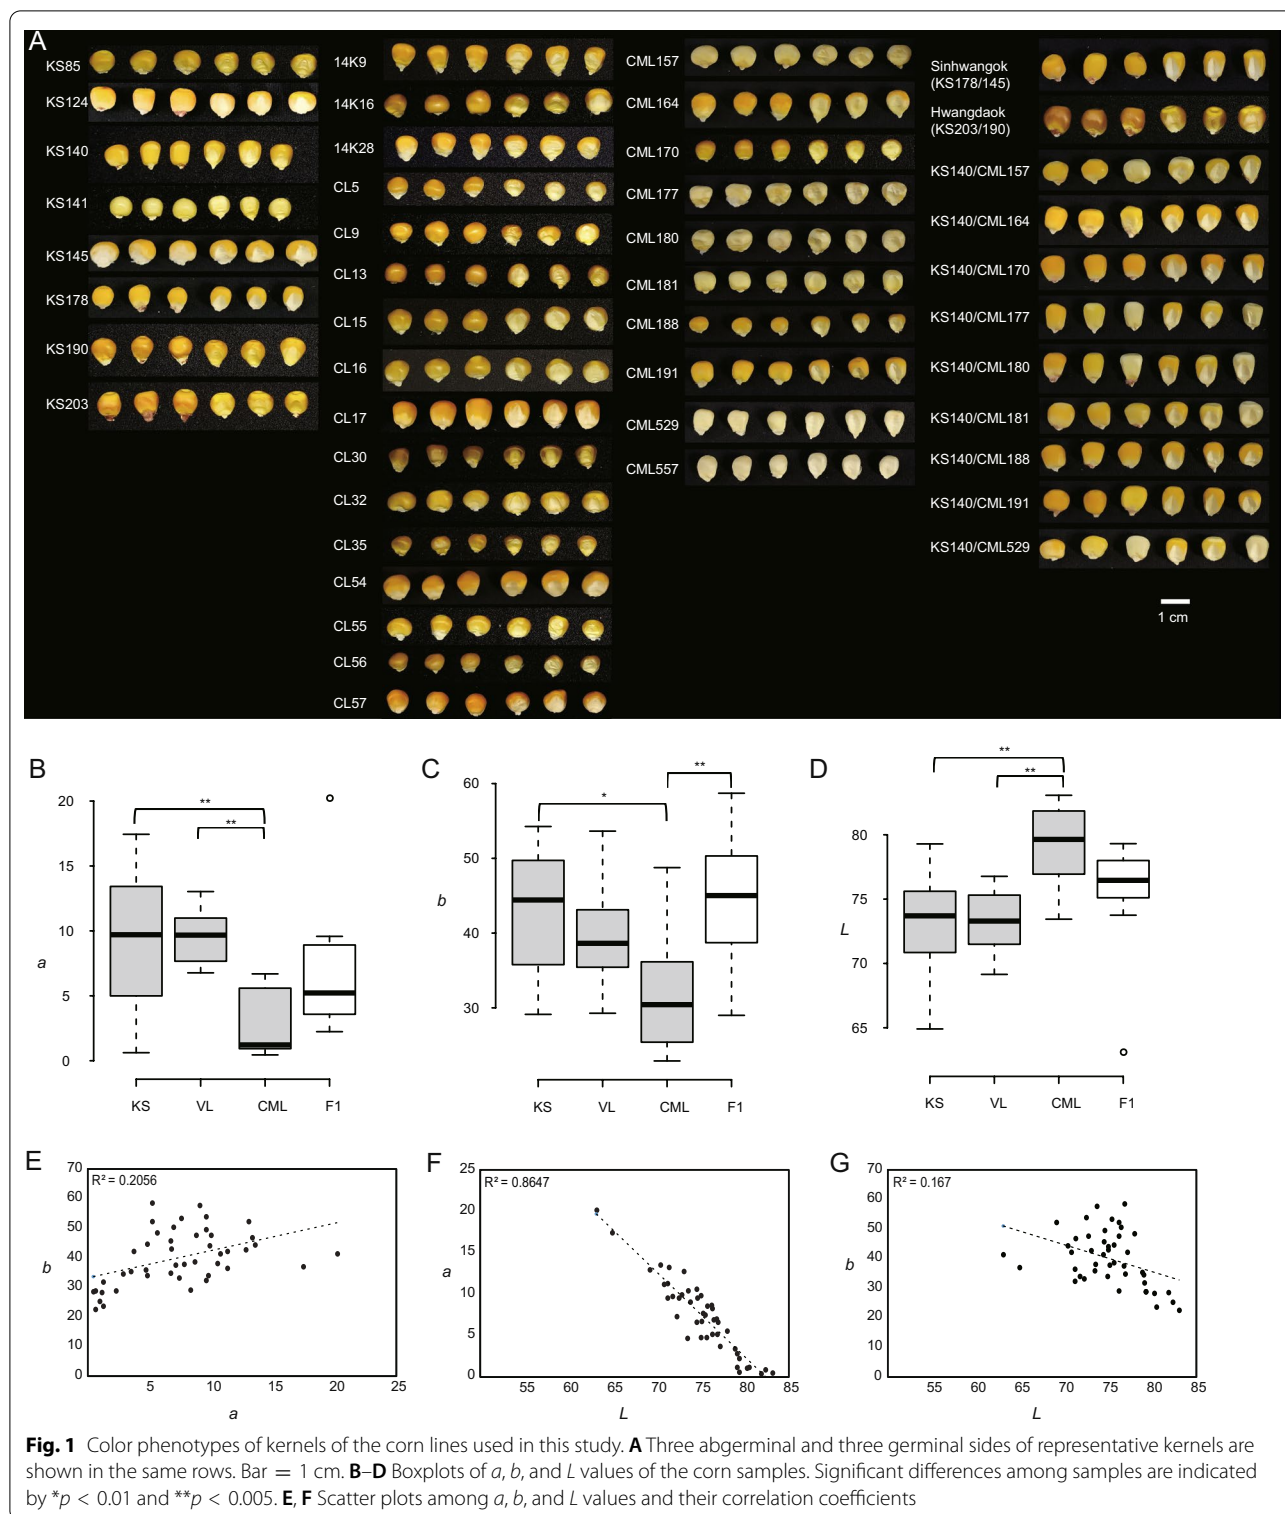 A
KS85
KS124
KS140
KS141
KS145
KS178
KS190
KS203
14K9
14K16
14K28
CL5
CL9
CL13
CL15
CL16
CL17
CL30
CL32
CL35
CL54
CL55
CL56
CL57
CML157
CML164
CML170
CML177
CML180
CML181
CML188
CML191
CML529
CML557
Sinhwangok
(KS178/145)
Hwangdaok
(KS203/190)
KS140/CML157
KS140/CML164
KS140/CML170
KS140/CML177
KS140/CML180
KS140/CML181
KS140/CML188
KS140/CML191
KS140/CML529
1 cm
B
20
15
10
5
0
a
**
**
KS VL CML F1
C
60
50
40
30
b
*
**
KS VL CML F1
D
80
75
70
65
L
**
**
KS VL CML F1
E
R² = 0.2056
70
60
50
40
30
20
10
0
b
5 10 15 20 25
a
F
R² = 0.8647
25
20
15
10
5
0
a
55 60 65 70 75 80 85
L
G
R² = 0.167
70
60
50
40
30
20
10
0
b
55 60 65 70 75 80 85
L
Fig. 1 Color phenotypes of kernels of the corn lines used in this study. A Three abgerminal and three germinal sides of representative kernels are
shown in the same rows. Bar = 1 cm. B–D Boxplots of a, b, and L values of the corn samples. Significant differences among samples are indicated
by *p < 0.01 and **p < 0.005. E, F Scatter plots among a, b, and L values and their correlation coefficients